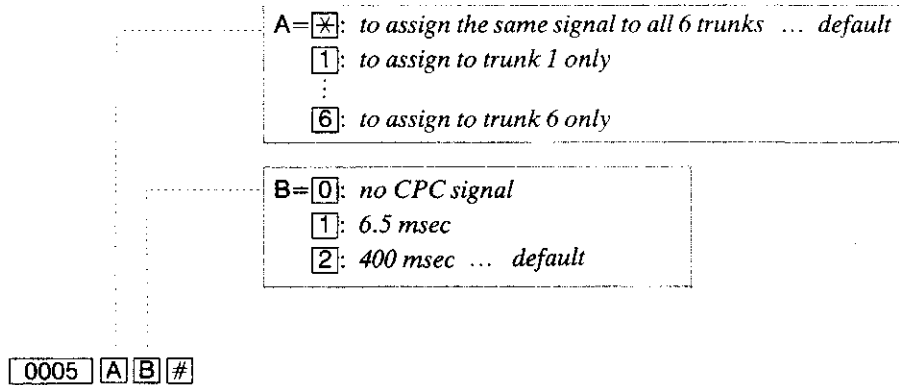 A=*: to assign the same signal to all 6 trunks ... default
1: to assign to trunk 1 only
⋮
6: to assign to trunk 6 only
B=0: no CPC signal
1: 6.5 msec
2: 400 msec ... default
0005 A B #